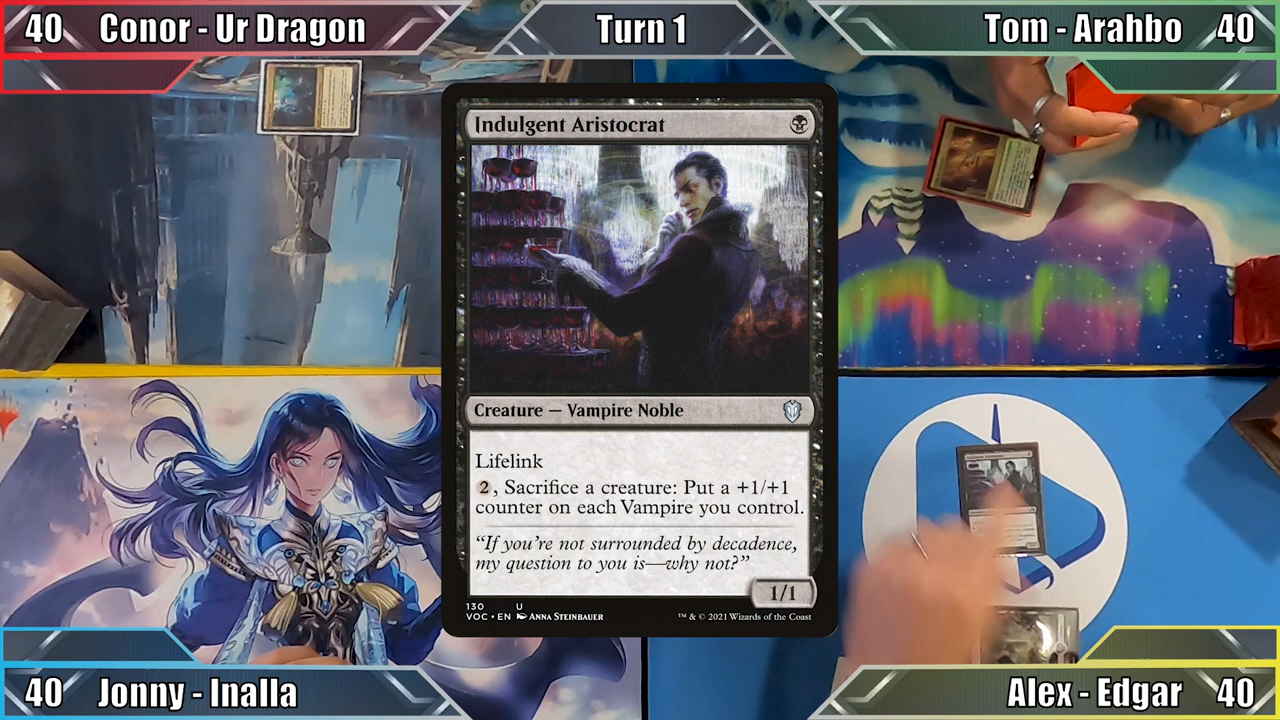 40 Conor - Ur Dragon
Turn 1
Tom - Arahbo 40
Indulgent Aristocrat
Creature — Vampire Noble
Lifelink
2, Sacrifice a creature: Put a +1/+1
counter on each Vampire you control.
“If you’re not surrounded by decadence,
my question to you is—why not?”
1/1
130 U
VOC • EN ANNA STEINBAUER
™ & © 2021 Wizards of the Coast
40 Jonny - Inalla
Alex - Edgar 40